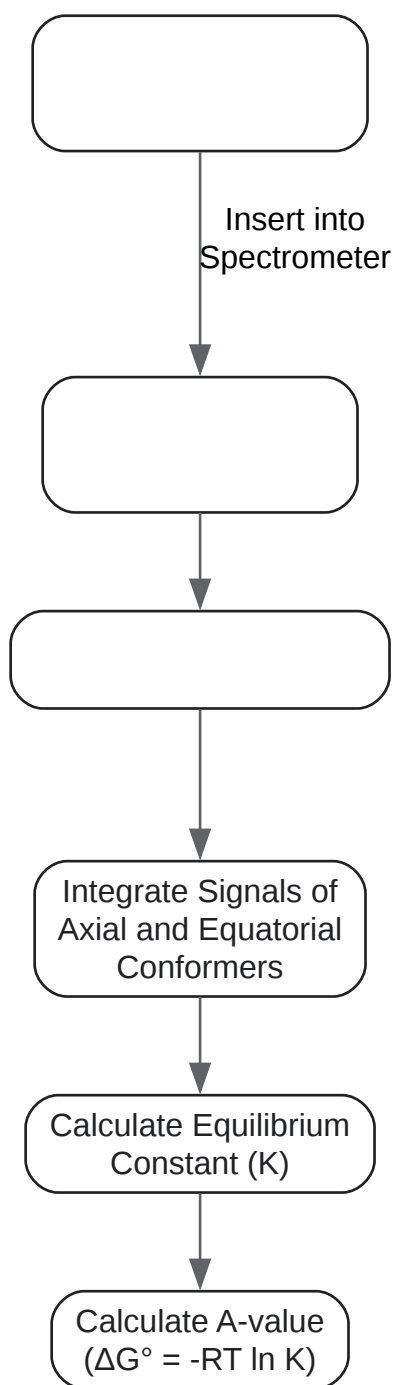 Insert into
Spectrometer
Integrate Signals of
Axial and Equatorial
Conformers
Calculate Equilibrium
Constant (K)
Calculate A-value
(ΔG° = -RT ln K)